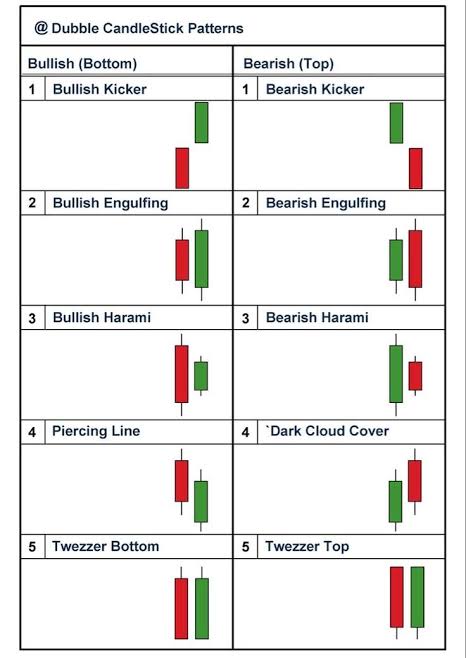 @ Dubble CandleStick Patterns
Bullish (Bottom) Bearish (Top)
1 Bullish Kicker 1 Bearish Kicker
2 Bullish Engulfing 2 Bearish Engulfing
3 Bullish Harami 3 Bearish Harami
4 Piercing Line 4 `Dark Cloud Cover
5 Twezzer Bottom 5 Twezzer Top